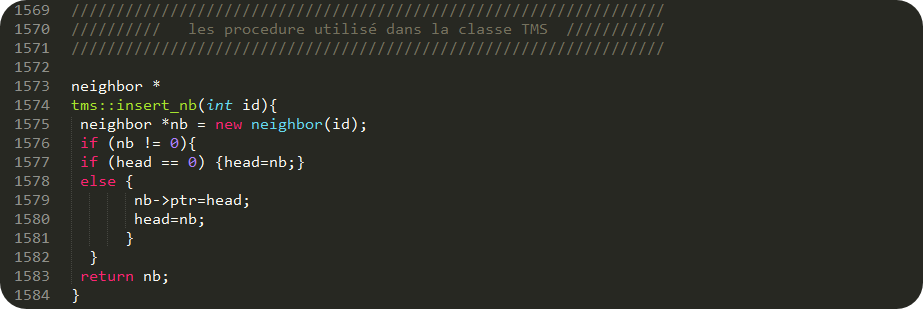 1569 //////////////////////////////////////////////////////////////////
1570 //////////   les procedure utilisé dans la classe TMS  ///////////
1571 //////////////////////////////////////////////////////////////////
1572
1573 neighbor *
1574 tms::insert_nb(int id){
1575  neighbor *nb = new neighbor(id);
1576  if (nb != 0){
1577  if (head == 0) {head=nb;}
1578  else {
1579        nb->ptr=head;
1580        head=nb;
1581       }
1582   }
1583  return nb;
1584 }